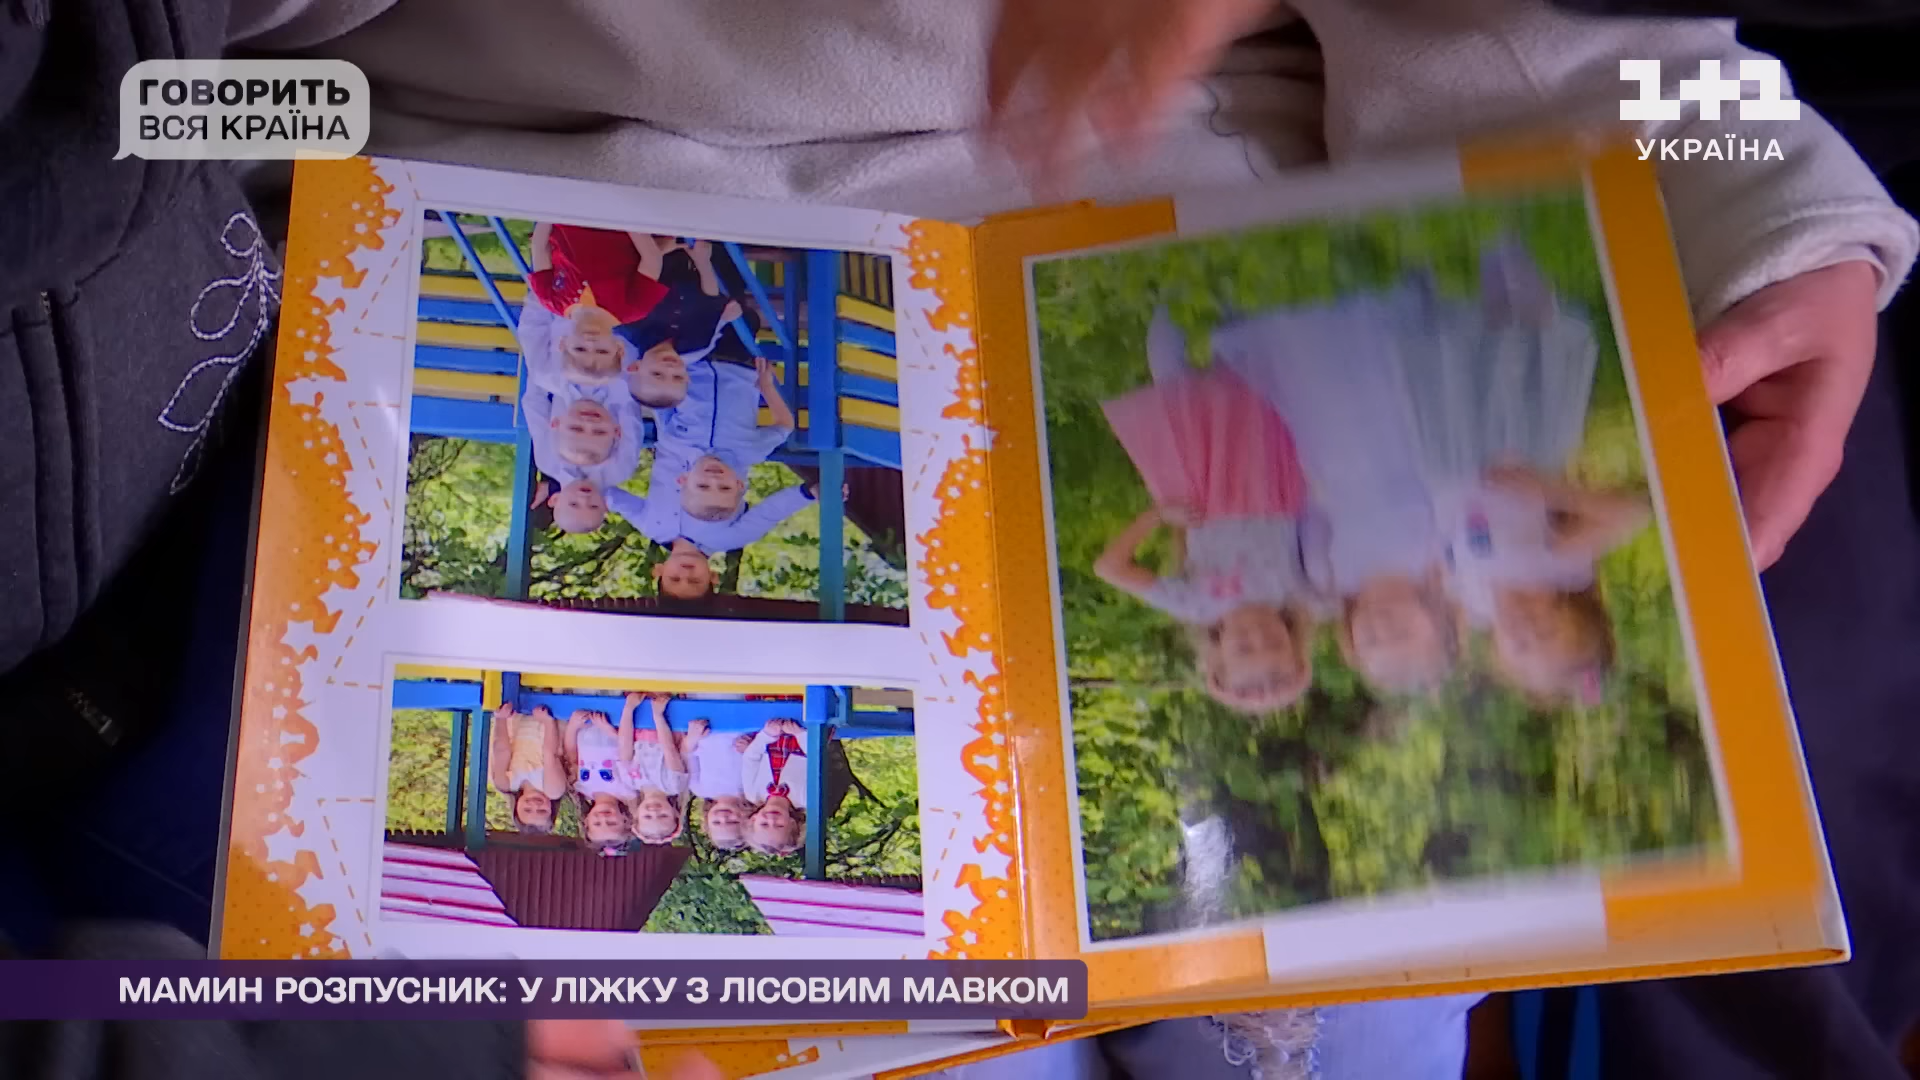 ГОВОРИТЬ
ВСЯ КРАЇНА
1+1
УКРАЇНА
МАМИН РОЗПУСНИК: У ЛІЖКУ З ЛІСОВИМ МАВКОМ